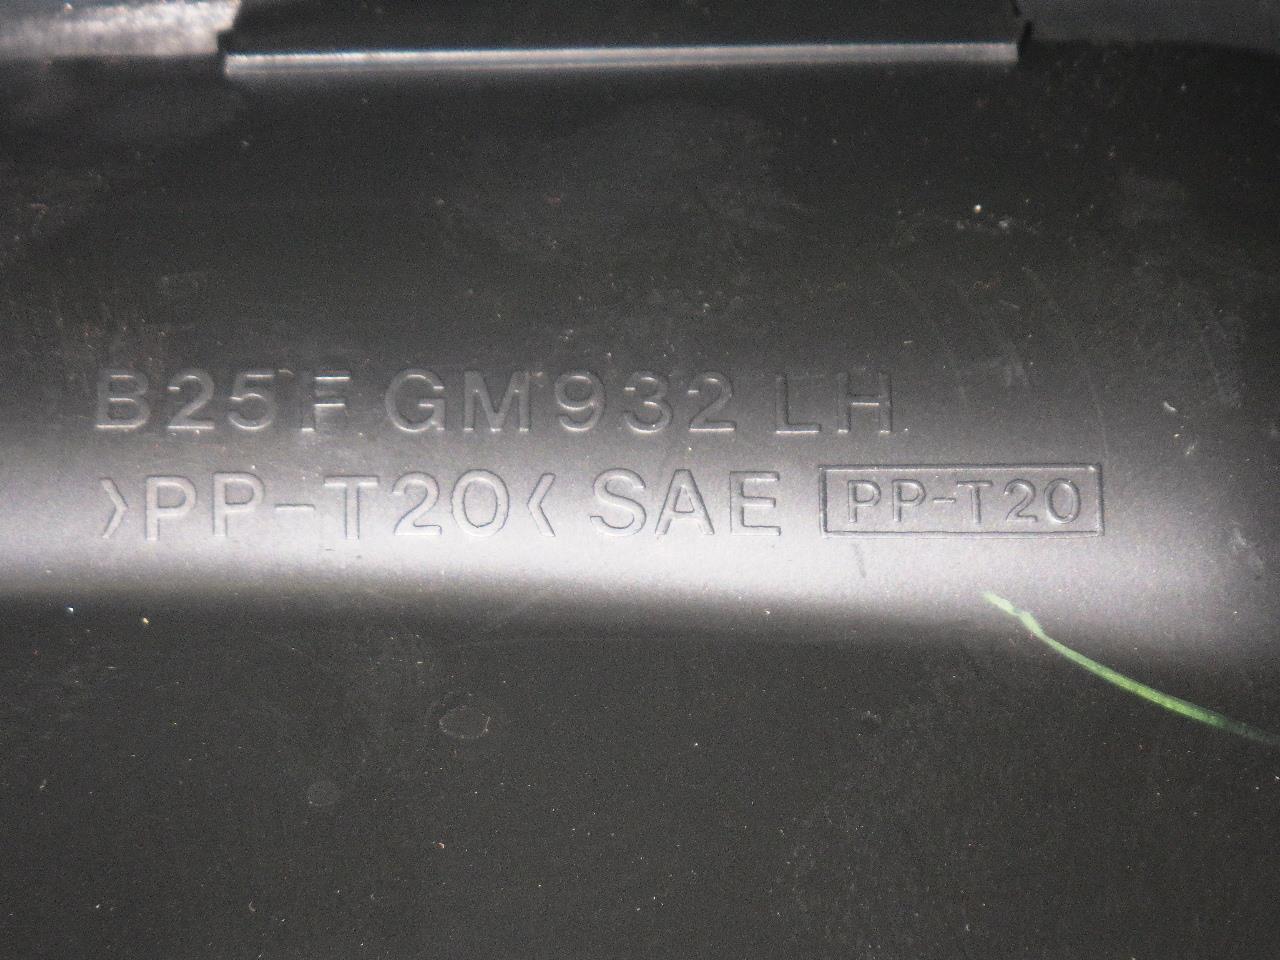 B25F GM932 LH
>PP-T20< SAE PP-T20